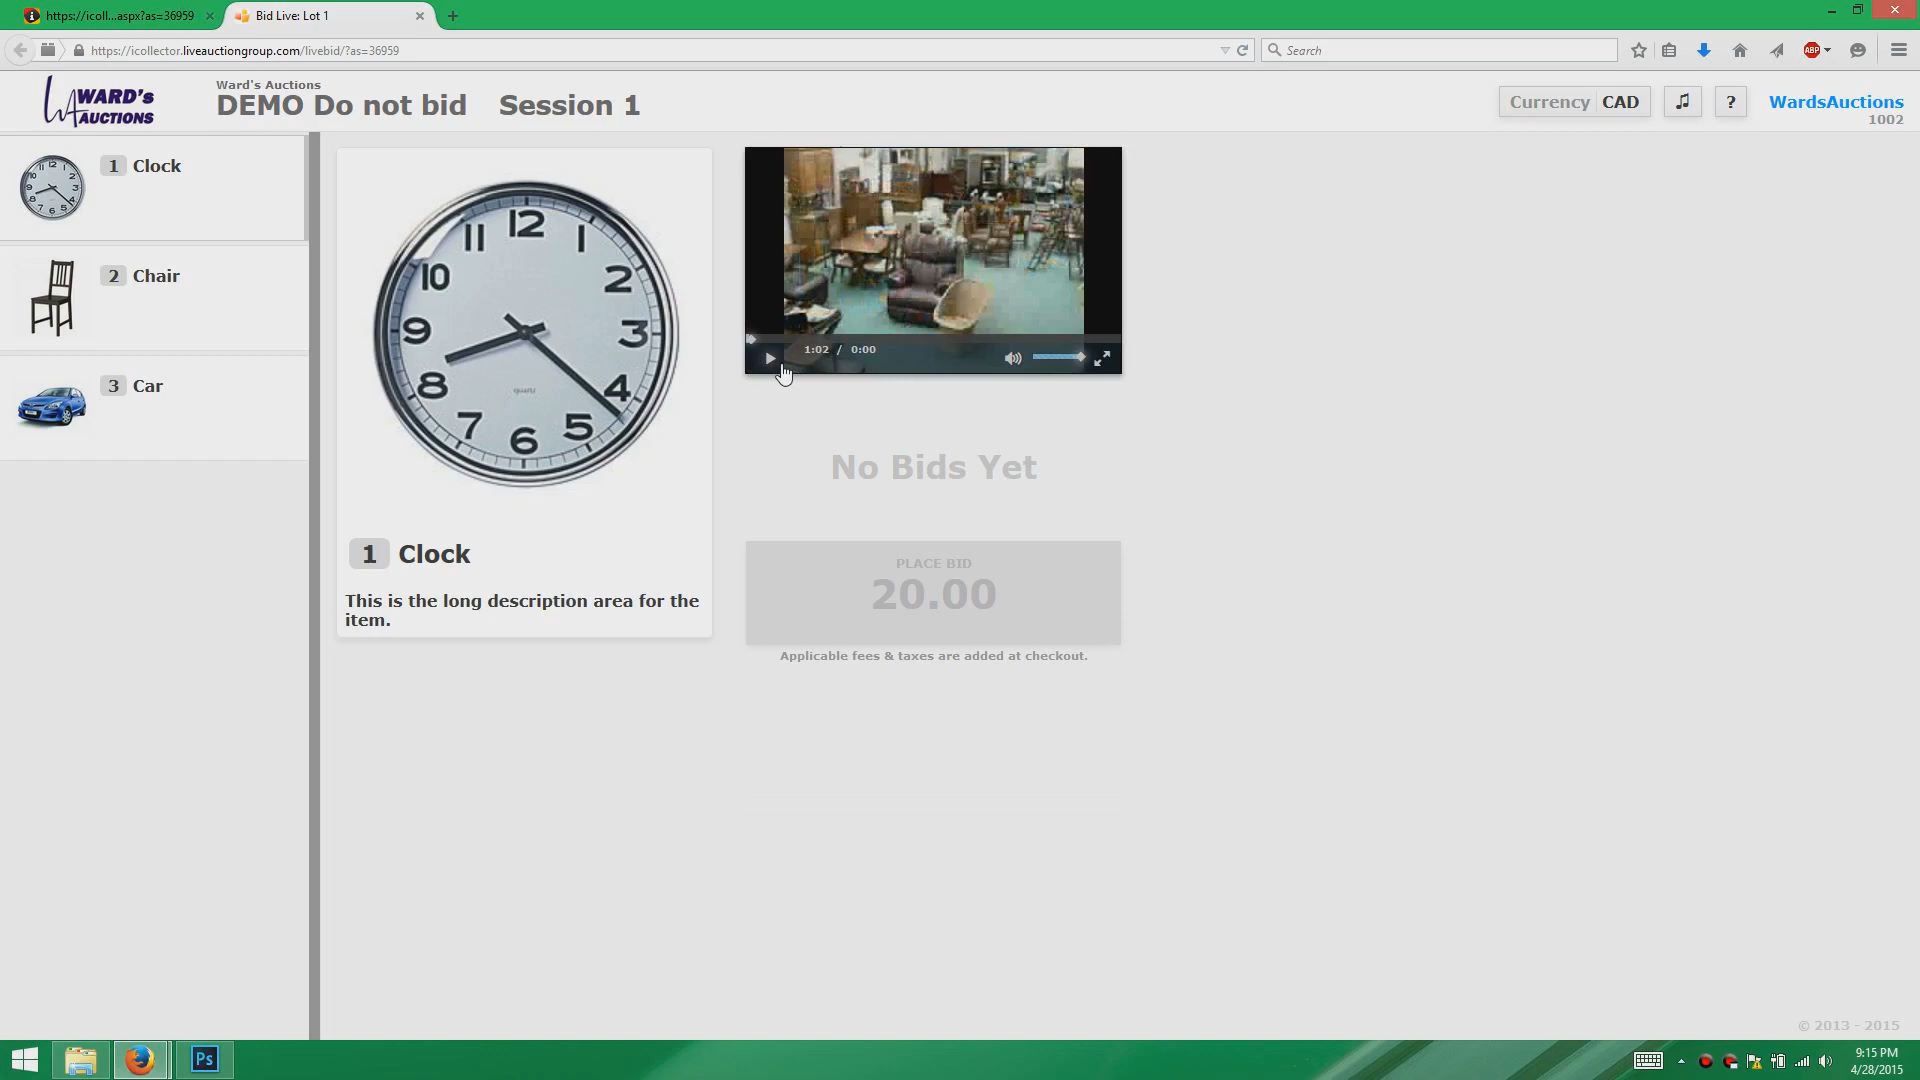 https://icoll...aspx?as=36959
Bid Live: Lot 1
https://icollector.liveauctiongroup.com/livebid/?as=36959
Search
ABP
WARD'S
AUCTIONS
Ward's Auctions
DEMO Do not bid Session 1
Currency CAD
?
WardsAuctions
1002
1 Clock
2 Chair
3 Car
12
11 1
10 2
9 3
8 4
7 5
6
quartz
1 Clock
This is the long description area for the
item.
1:02 / 0:00
No Bids Yet
PLACE BID
20.00
Applicable fees & taxes are added at checkout.
© 2013 - 2015
Ps
9:15 PM
4/28/2015